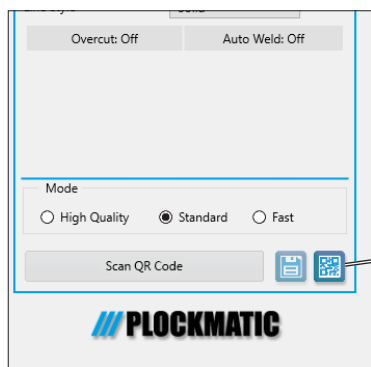 Overcut: Off Auto Weld: Off
Mode
High Quality Standard Fast
Scan QR Code
PLOCKMATIC